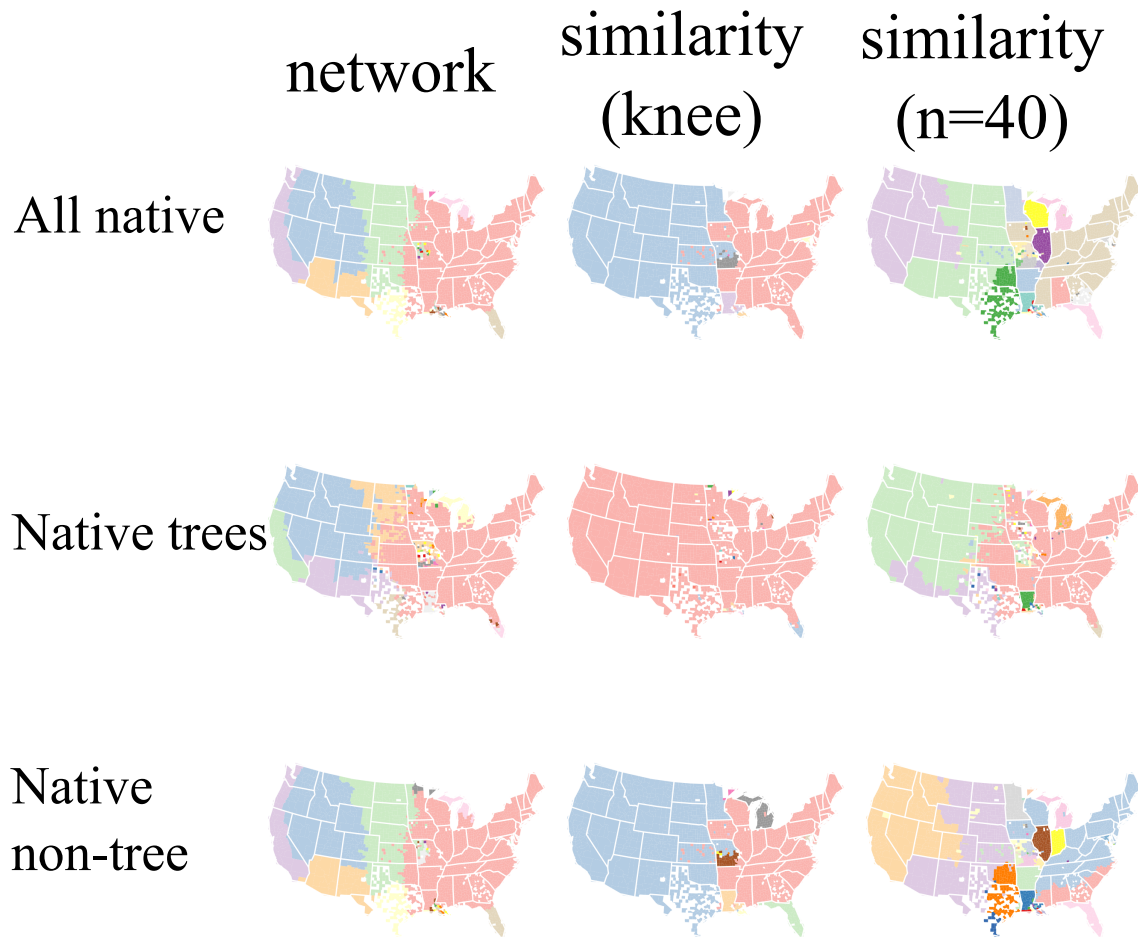 network
similarity
(knee)
similarity
(n=40)
All native
Native trees
Native
non-tree